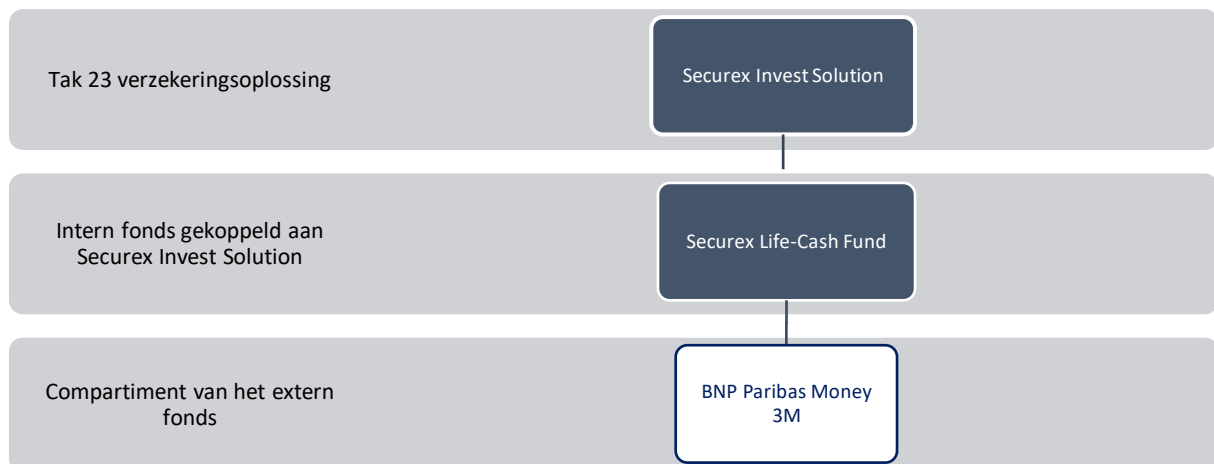 Tak 23 verzekeringsoplossing
Securex Invest Solution
Intern fonds gekoppeld aan
Securex Invest Solution
Securex Life-Cash Fund
Compartiment van het extern
fonds
BNP Paribas Money
3M